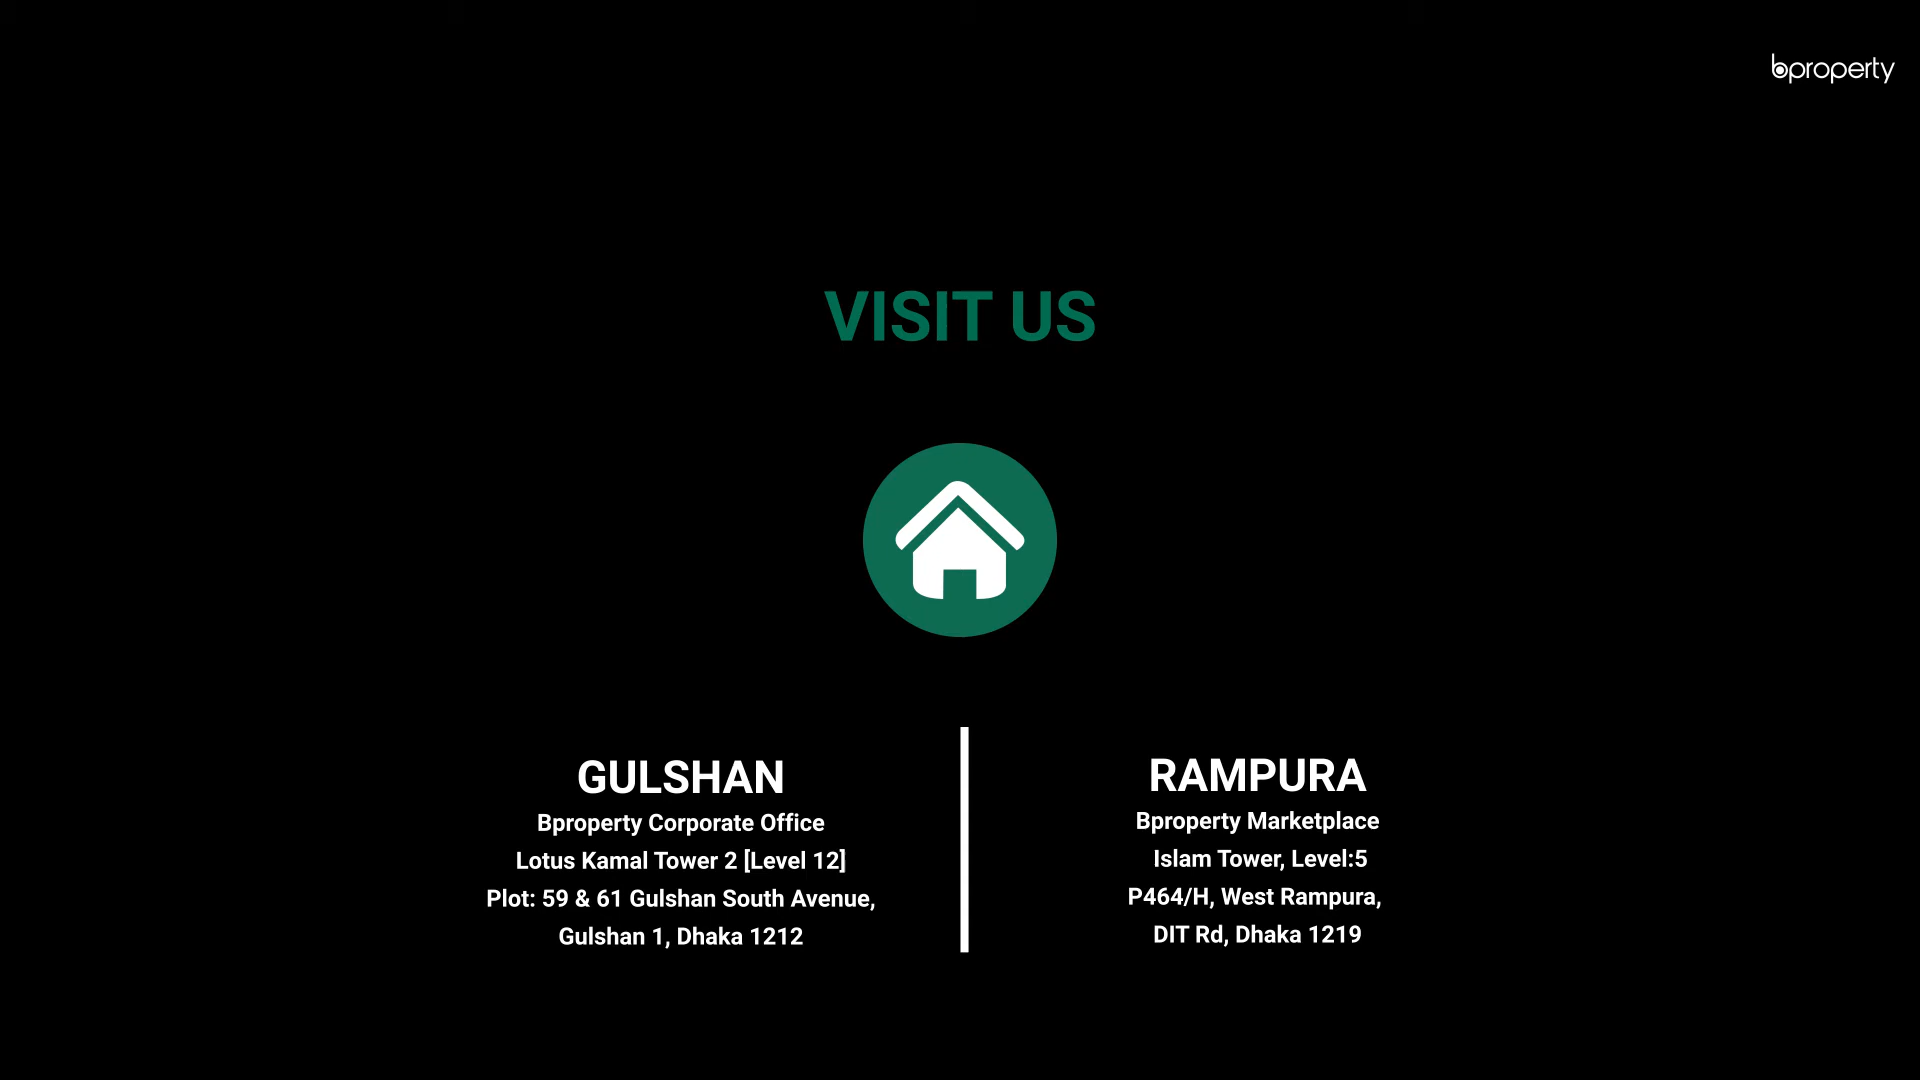 bproperty
VISIT US
GULSHAN
Bproperty Corporate Office
Lotus Kamal Tower 2 [Level 12]
Plot: 59 & 61 Gulshan South Avenue,
Gulshan 1, Dhaka 1212
RAMPURA
Bproperty Marketplace
Islam Tower, Level:5
P464/H, West Rampura,
DIT Rd, Dhaka 1219